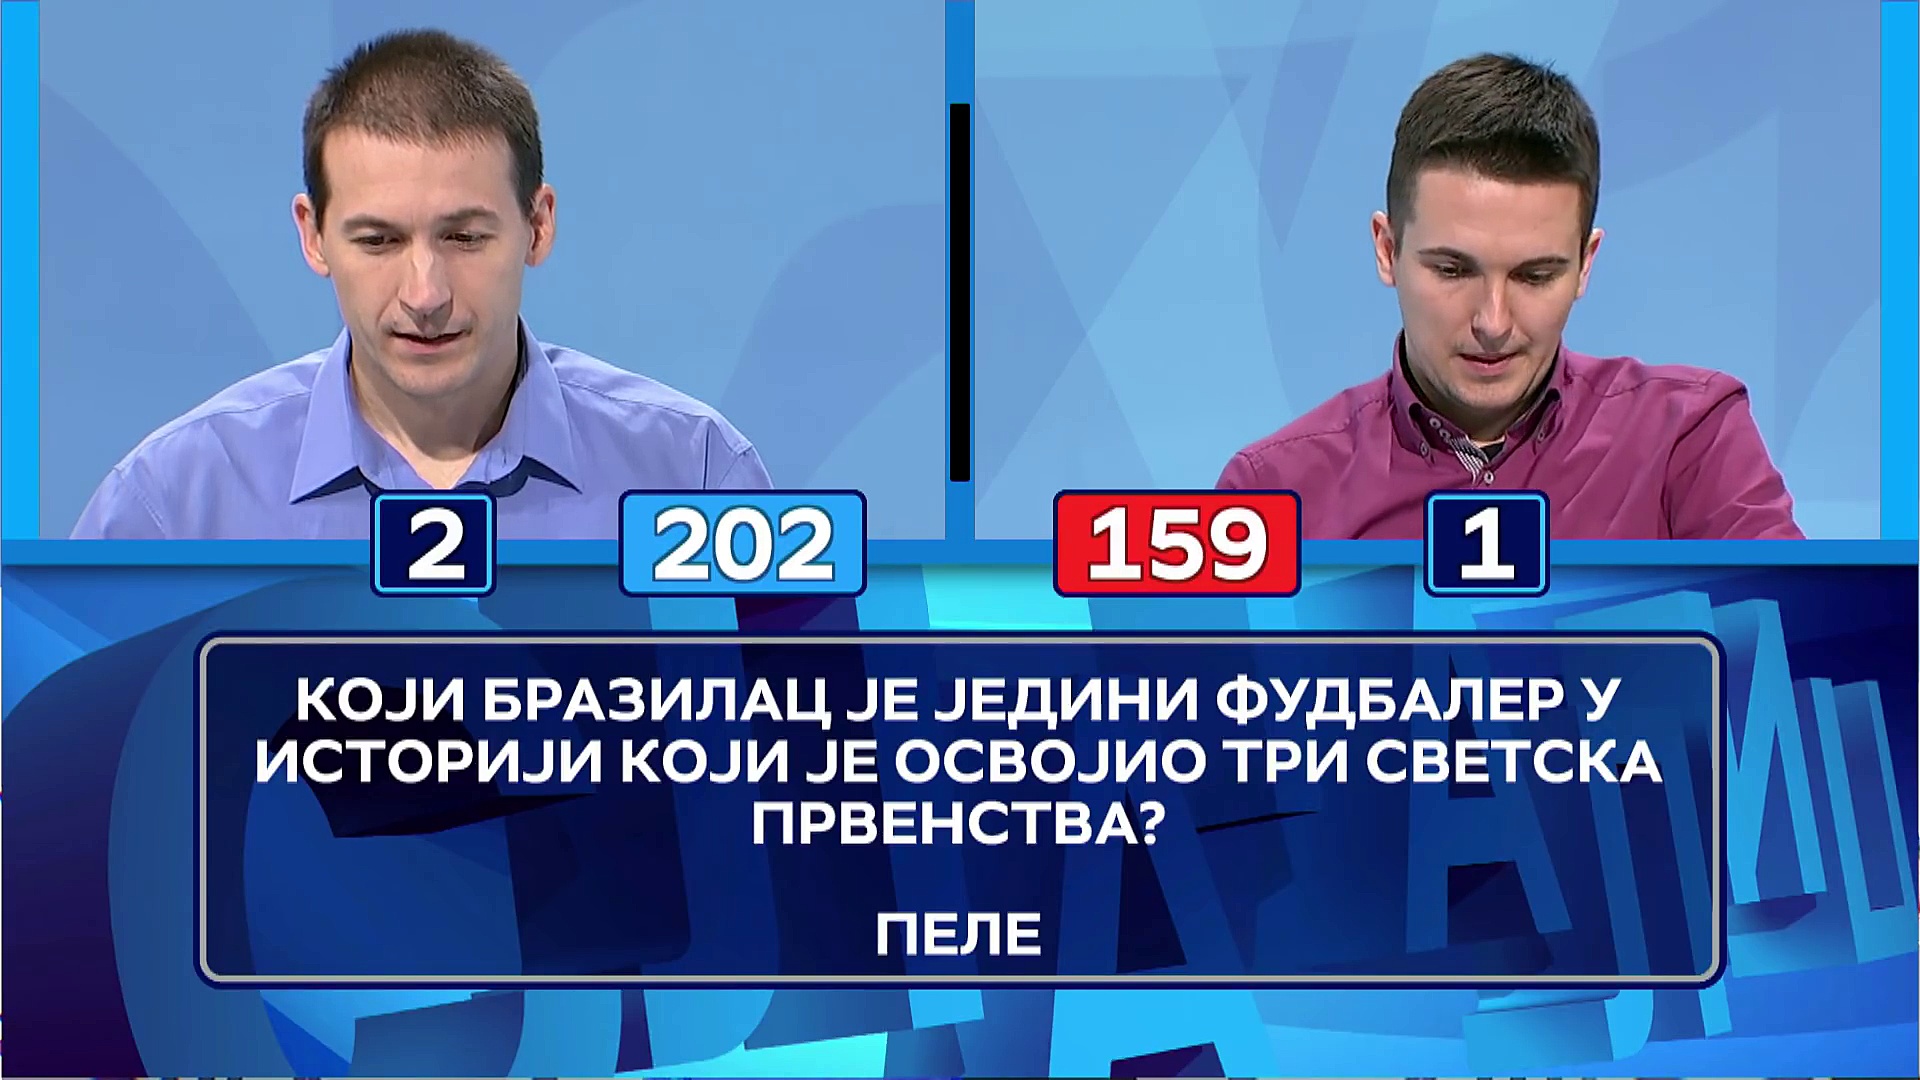 2 202 159 1
КОЈИ БРАЗИЛАЦ ЈЕ ЈЕДИНИ ФУДБАЛЕР У
ИСТОРИЈИ КОЈИ ЈЕ ОСВОЈИО ТРИ СВЕТСКА
ПРВЕНСТВА?
ПЕЛЕ